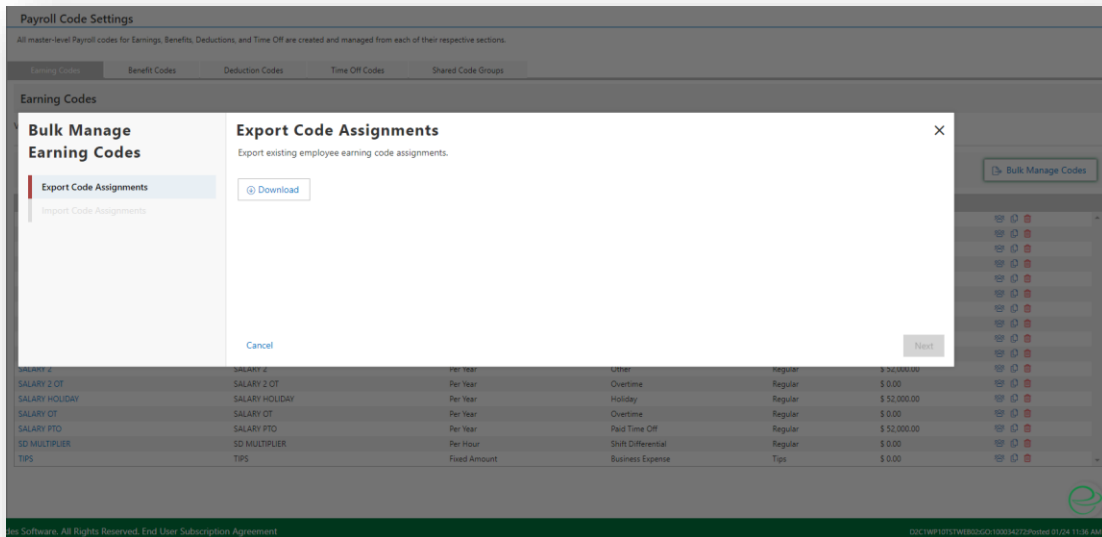 Payroll Code Settings
All master-level Payroll codes for Earnings, Benefits, Deductions, and Time Off are created and managed from each of their respective sections.
Earning Codes Benefit Codes Deduction Codes Time Off Codes Shared Code Groups
Earning Codes
Bulk Manage
Earning Codes
Export Code Assignments
Import Code Assignments
Export Code Assignments
Export existing employee earning code assignments.
Download
Cancel
Next
Bulk Manage Codes
SALARY 2 SALARY 2 Per Year Other Regular $ 52,000.00
SALARY 2 OT SALARY 2 OT Per Year Overtime Regular $ 0.00
SALARY HOLIDAY SALARY HOLIDAY Per Year Holiday Regular $ 52,000.00
SALARY OT SALARY OT Per Year Overtime Regular $ 0.00
SALARY PTO SALARY PTO Per Year Paid Time Off Regular $ 52,000.00
SD MULTIPLIER SD MULTIPLIER Per Hour Shift Differential Regular $ 0.00
TIPS TIPS Fixed Amount Business Expense Tips $ 0.00
des Software. All Rights Reserved. End User Subscription Agreement
Posted 01/24 11:36 AM